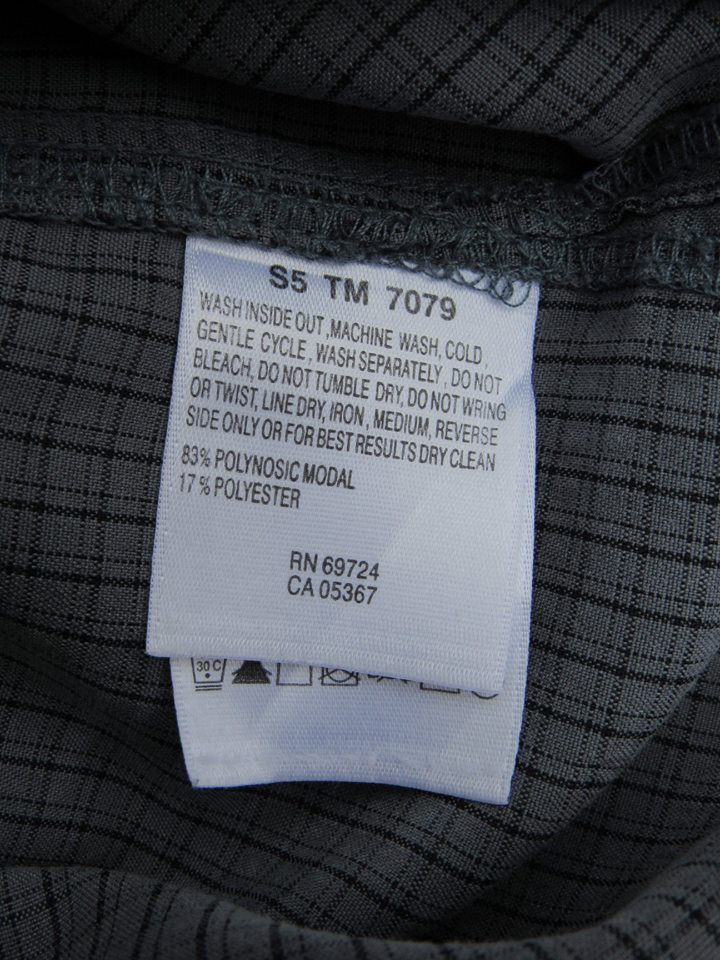 S5 TM 7079
WASH INSIDE OUT ,MACHINE WASH, COLD ,
GENTLE CYCLE , WASH SEPARATELY , DO NOT
BLEACH, DO NOT TUMBLE DRY, DO NOT WRING
OR TWIST, LINE DRY, IRON , MEDIUM, REVERSE
SIDE ONLY OR FOR BEST RESULTS DRY CLEAN
83% POLYNOSIC MODAL
17% POLYESTER
RN 69724
CA 05367
30 C